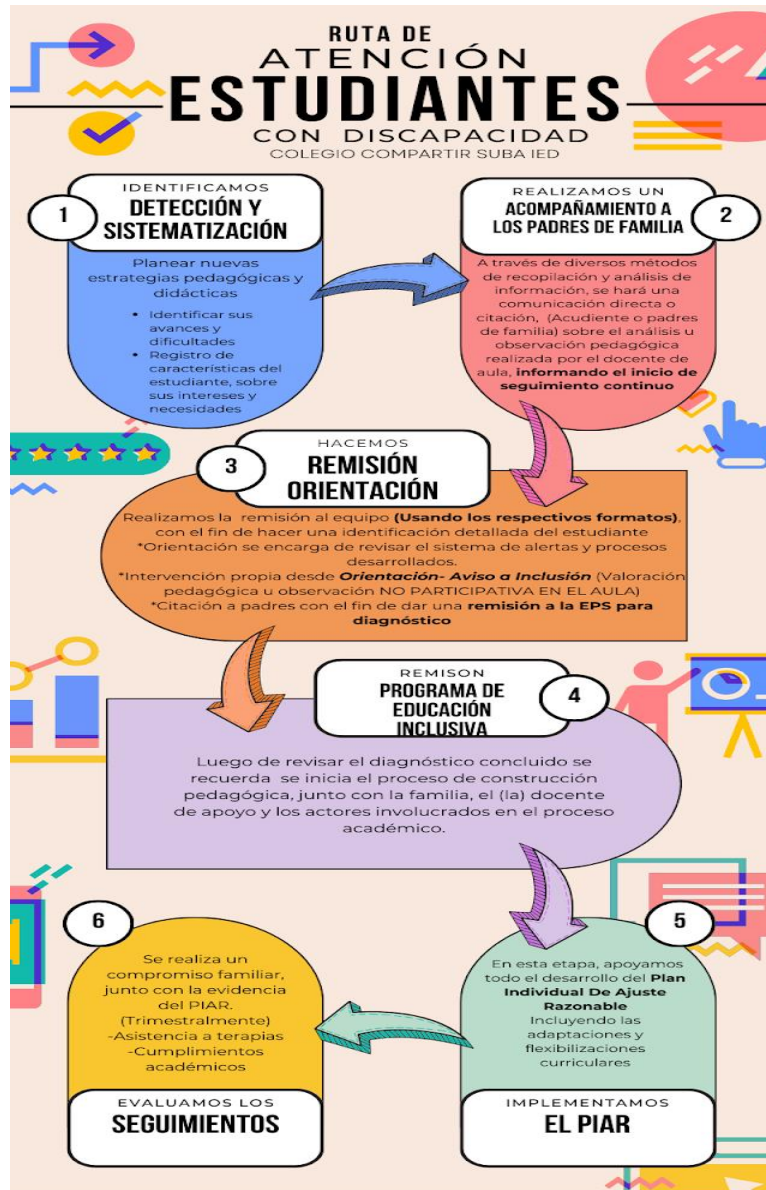 RUTA DE
ATENCIÓN
ESTUDIANTES
CON DISCAPACIDAD
COLEGIO COMPARTIR SUBA IED
1
IDENTIFICAMOS
DETECCIÓN Y
SISTEMATIZACIÓN
Planear nuevas
estrategias pedagógicas y
didácticas
• Identificar sus
avances y
dificultades
• Registro de
características del
estudiante, sobre
sus intereses y
necesidades
REALIZAMOS UN
ACOMPAÑAMIENTO A
LOS PADRES DE FAMILIA
2
A través de diversos métodos
de recopilación y análisis de
información, se hará una
comunicación directa o
citación, (Acudiente o padres
de familia) sobre el análisis u
observación pedagógica
realizada por el docente de
aula, informando el inicio de
seguimiento continuo
3
HACEMOS
REMISIÓN
ORIENTACIÓN
Realizamos la remisión al equipo (Usando los respectivos formatos),
con el fin de hacer una identificación detallada del estudiante
*Orientación se encarga de revisar el sistema de alertas y procesos
desarrollados.
*Intervención propia desde Orientación- Aviso a Inclusión (Valoración
pedagógica u observación NO PARTICIPATIVA EN EL AULA)
*Citación a padres con el fin de dar una remisión a la EPS para
diagnóstico
REMISON
PROGRAMA DE
EDUCACIÓN
INCLUSIVA
4
Luego de revisar el diagnóstico concluido se
recuerda se inicia el proceso de construcción
pedagógica, junto con la familia, el (la) docente
de apoyo y los actores involucrados en el proceso
académico.
5
En esta etapa, apoyamos
todo el desarrollo del Plan
Individual De Ajuste
Razonable
Incluyendo las
adaptaciones y
flexibilizaciones
curriculares
IMPLEMENTAMOS
EL PIAR
6
Se realiza un
compromiso familiar,
junto con la evidencia
del PIAR.
(Trimestralmente)
-Asistencia a terapias
-Cumplimientos
académicos
EVALUAMOS LOS
SEGUIMIENTOS